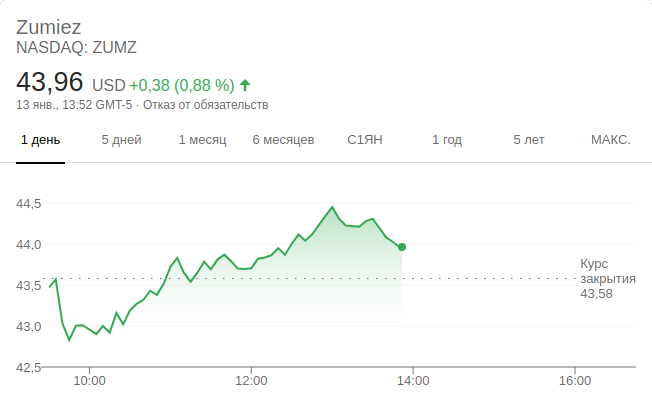 Zumiez
NASDAQ: ZUMZ
43,96 USD +0,38 (0,88 %)
13 янв., 13:52 GMT-5 · Отказ от обязательств
1 день 5 дней 1 месяц 6 месяцев С1ЯН 1 год 5 лет МАКС.
44,5
44,0
43,5
43,0
42,5
Курс
закрытия
43,58
10:00 12:00 14:00 16:00